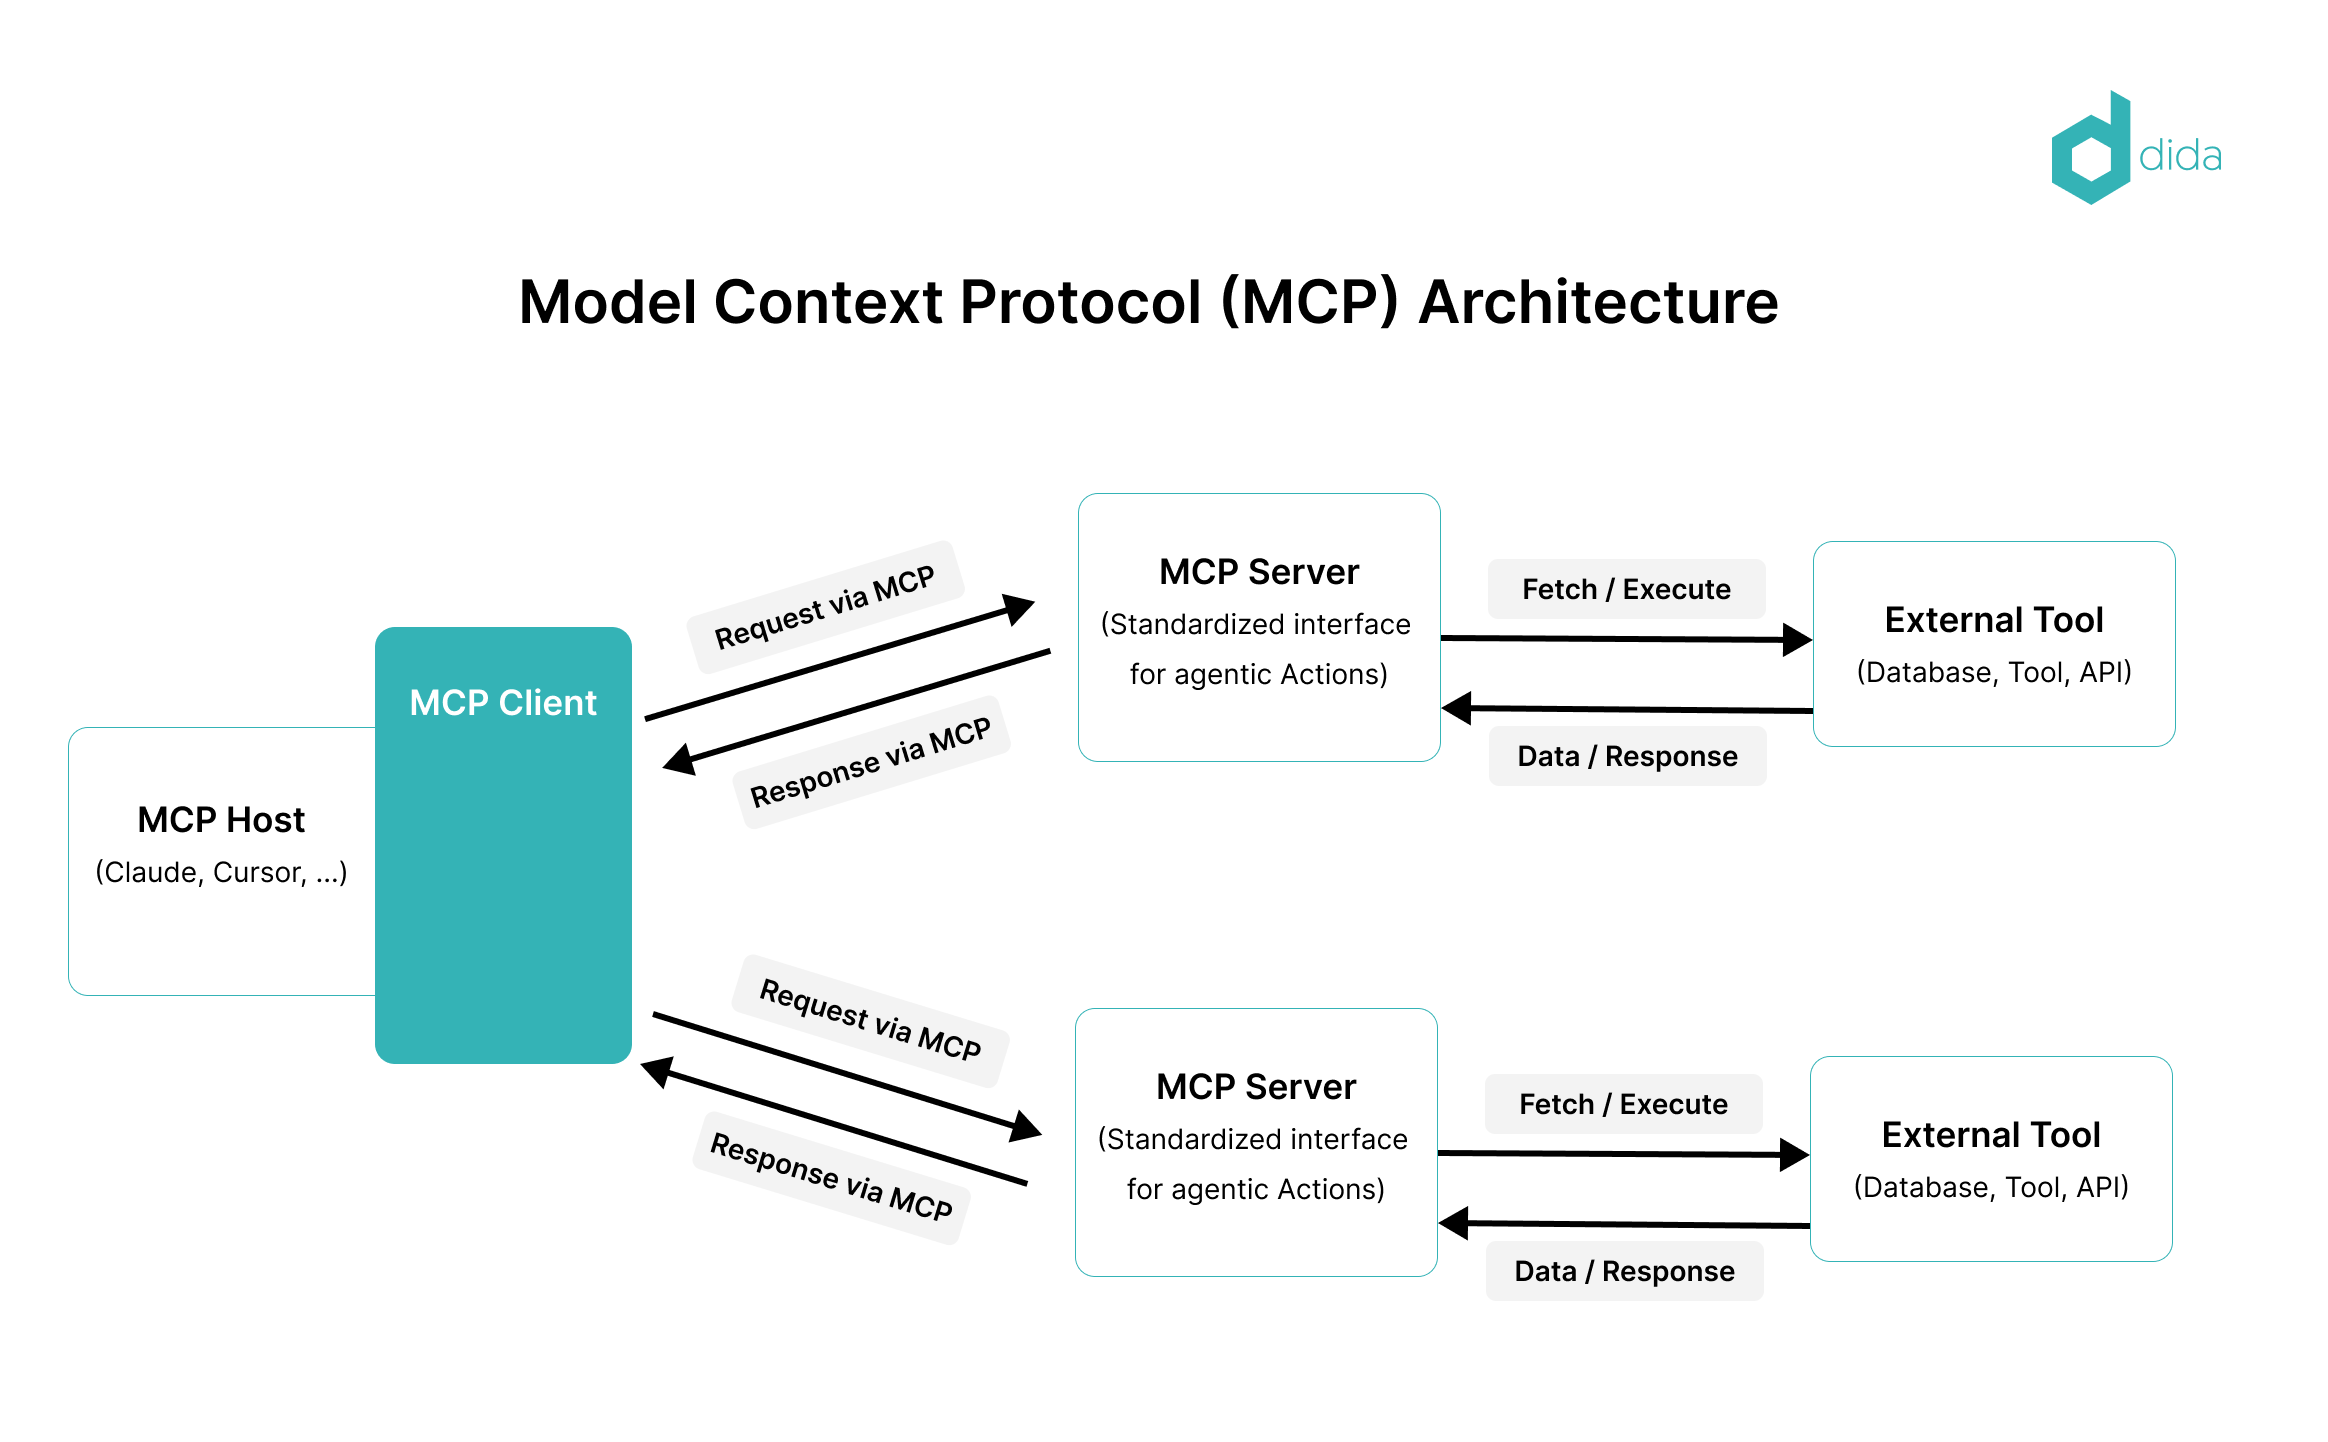 dida
Model Context Protocol (MCP) Architecture
MCP Host
(Claude, Cursor, ...)
MCP Client
Request via MCP
Response via MCP
MCP Server
(Standardized interface
for agentic Actions)
Fetch / Execute
Data / Response
External Tool
(Database, Tool, API)
Request via MCP
Response via MCP
MCP Server
(Standardized interface
for agentic Actions)
Fetch / Execute
Data / Response
External Tool
(Database, Tool, API)